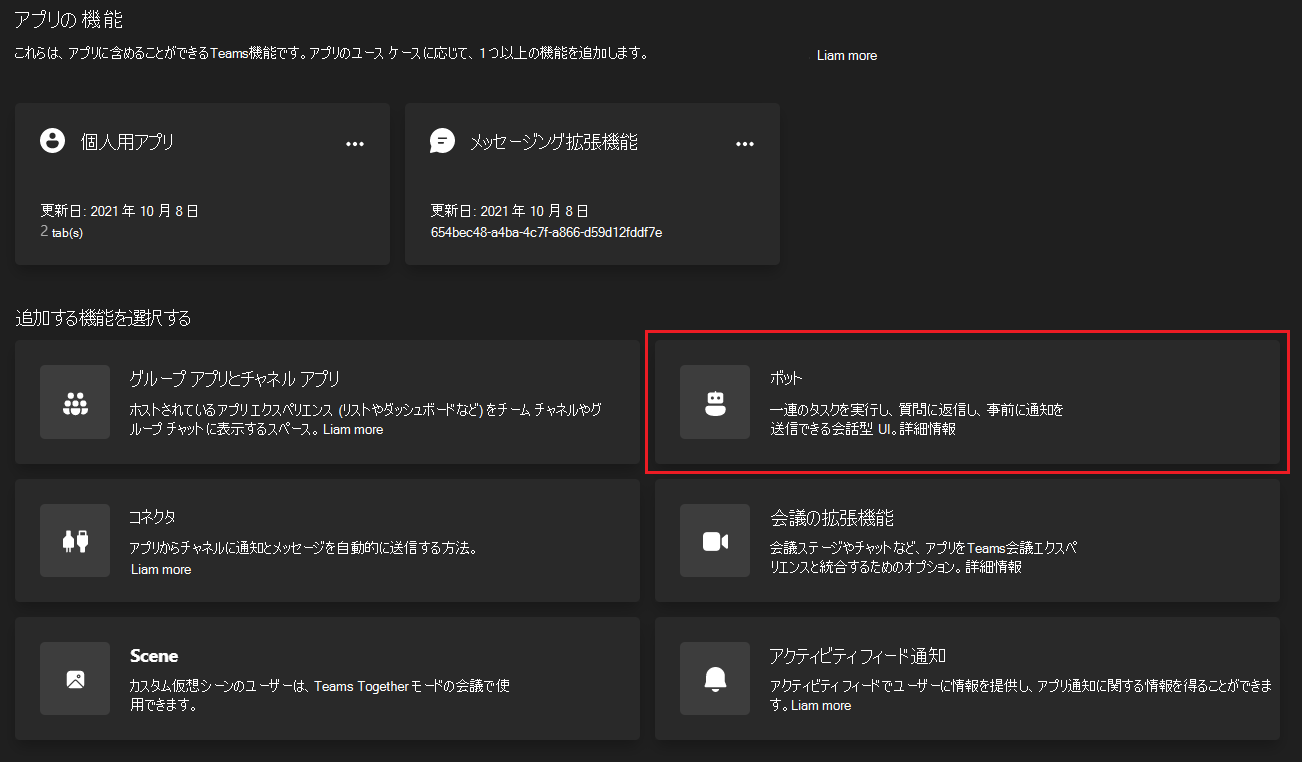 アプリの 機能
これらは、アプリに含めることができるTeams機能です。アプリのユース ケースに応じて、1 つ以上の機能を追加します。 Liam more
個人用アプリ
更新日: 2021 年 10 月 8 日
2 tab(s)
メッセージング拡張機能
更新日: 2021 年 10 月 8 日
654bec48-a4ba-4c7f-a866-d59d12fddf7e
追加する機能を選択する
グループ アプリとチャネル アプリ
ホストされているアプリ エクスペリエンス (リストやダッシュボードなど) をチーム チャネルやグ
ループ チャットに表示するスペース。Liam more
ボット
一連のタスクを実行し、質問に返信し、事前に通知を
送信できる会話型 UI。詳細情報
コネクタ
アプリからチャネルに通知とメッセージを自動的に送信する方法。
Liam more
会議の拡張機能
会議ステージやチャットなど、アプリをTeams会議エクスペ
リエンスと統合するためのオプション。詳細情報
Scene
カスタム仮想シーンのユーザーは、Teams Together モードの会議で使
用できます。
アクティビティ フィード通知
アクティビティ フィードでユーザーに情報を提供し、アプリ通知に関する情報を得ることができま
す。Liam more